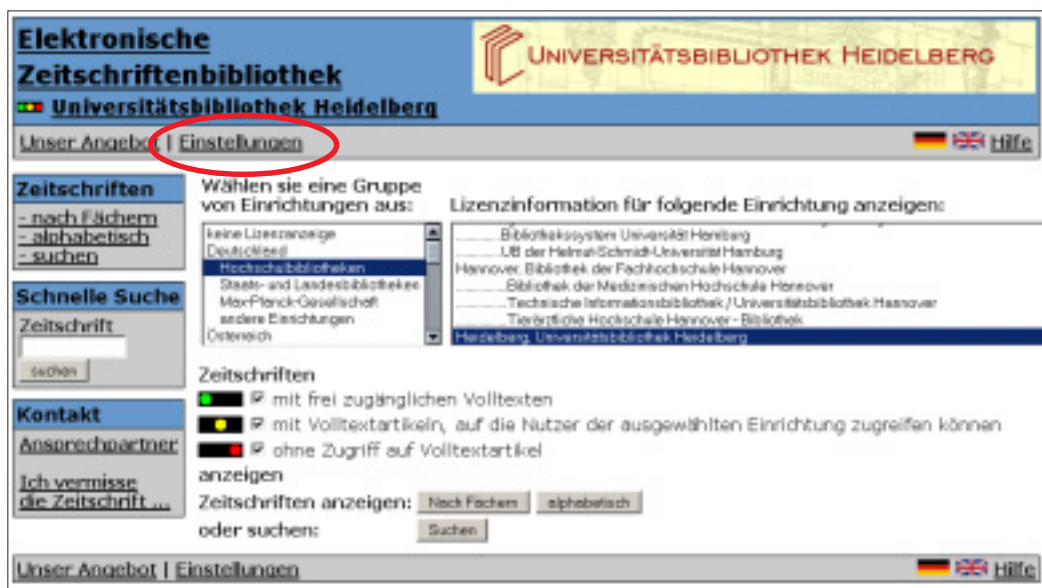 Elektronische
Zeitschriftenbibliothek
Universitätsbibliothek Heidelberg
UNIVERSITÄTSBIBLIOTHEK HEIDELBERG
Unser Angebot | Einstellungen
Hilfe
Zeitschriften
- nach Fächern
- alphabetisch
- suchen
Schnelle Suche
Zeitschrift
suchen
Kontakt
Ansprechpartner
Ich vermisse
die Zeitschrift ...
Wählen sie eine Gruppe
von Einrichtungen aus:
keine Lizenzanzeige
Deutschland
Hochschulbibliotheken
Staats- und Landesbibliotheken
Max-Planck-Gesellschaft
andere Einrichtungen
Österreich
Lizenzinformation für folgende Einrichtung anzeigen:
..........Bibliothekssystem Universität Hamburg
..........UB der Helmut-Schmidt-Universität Hamburg
Hannover, Bibliothek der Fachhochschule Hannover
..........Bibliothek der Medizinischen Hochschule Hannover
..........Technische Informationsbibliothek / Universitätsbibliothek Hannover
..........Tierärztliche Hochschule Hannover - Bibliothek
Heidelberg, Universitätsbibliothek Heidelberg
Zeitschriften
mit frei zugänglichen Volltexten
mit Volltextartikeln, auf die Nutzer der ausgewählten Einrichtung zugreifen können
ohne Zugriff auf Volltextartikel
anzeigen
Zeitschriften anzeigen: Nach Fächern alphabetisch
oder suchen: Suchen
Unser Angebot | Einstellungen
Hilfe